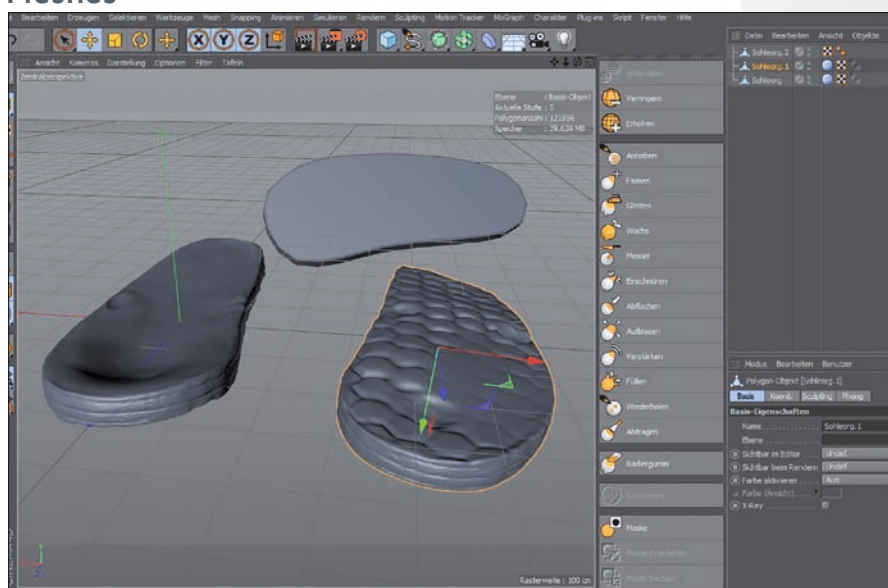 Bearbeiten Erzeugen Selektieren Werkzeuge Mesh Snapping Animieren Simulieren Rendern Sculpting Motion Tracker MoGraph Charakter Plug-ins Skript Fenster Hilfe
Ansicht Kameras Darstellung Optionen Filter Tafeln
Zentralperspektive
Ebene : Basis-Objekt
Aktuelle Stufe : 5
Polygonanzahl : 121856
Speicher : 39.639 MB
Rasterweite : 100 cm
Unterteilen
Verringern
Erhöhen
Anheben
Fassen
Glätten
Wachs
Messer
Einschnüren
Abflachen
Aufblasen
Verstärken
Füllen
Wiederholen
Abtragen
Radiergummi
Selektieren
Maske
Datei Bearbeiten Ansicht Objekte
Sohleorg.2
Sohleorg.1
Sohleorg
Modus Bearbeiten Benutzer
Polygon-Objekt [Sohleorg.1]
Basis Koord. Sculpting Phong
Basis-Eigenschaften
Name Sohleorg.1
Ebene
Sichtbar im Editor Undef.
Sichtbar beim Rendern Undef.
Farbe aktivieren Aus
Farbe (Ansicht)
X-Ray